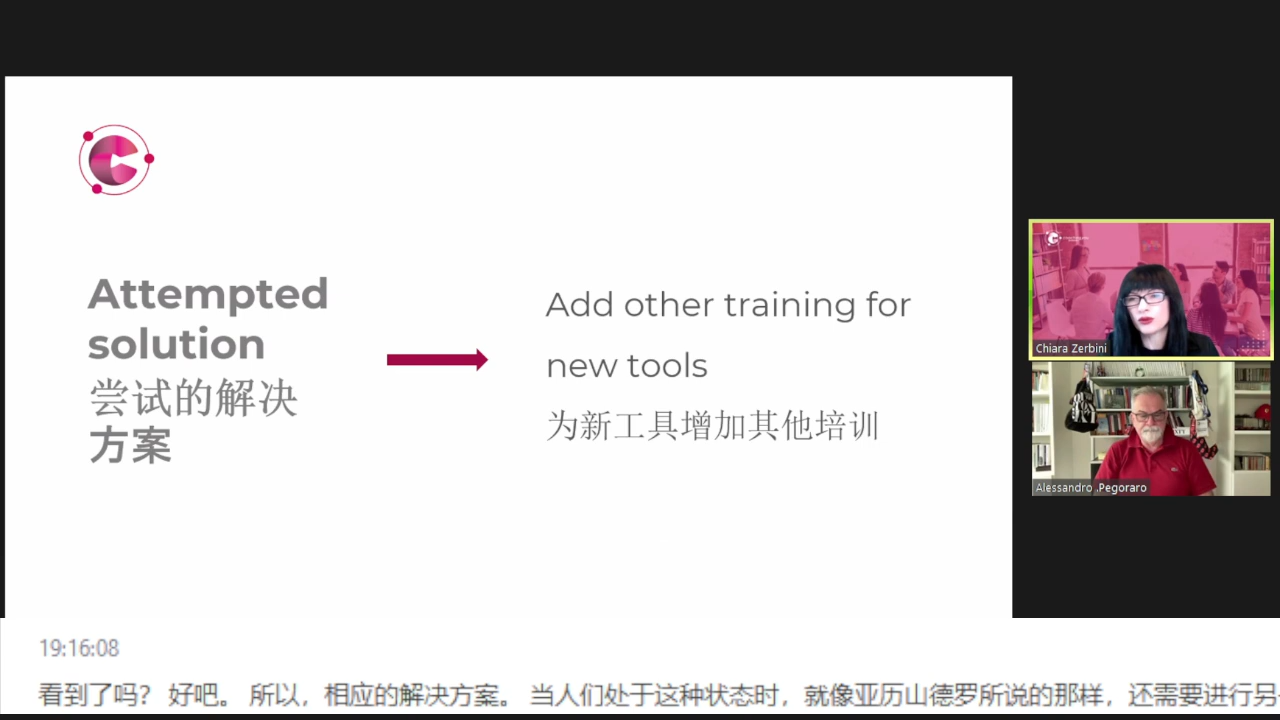 Attempted
solution
尝试的解决
方案
Add other training for
new tools
为新工具增加其他培训
Chiara Zerbini
Alessandro .Pegoraro
19:16:08
看到了吗? 好吧。 所以，相应的解决方案。 当人们处于这种状态时，就像亚历山德罗所说的那样，还需要进行另